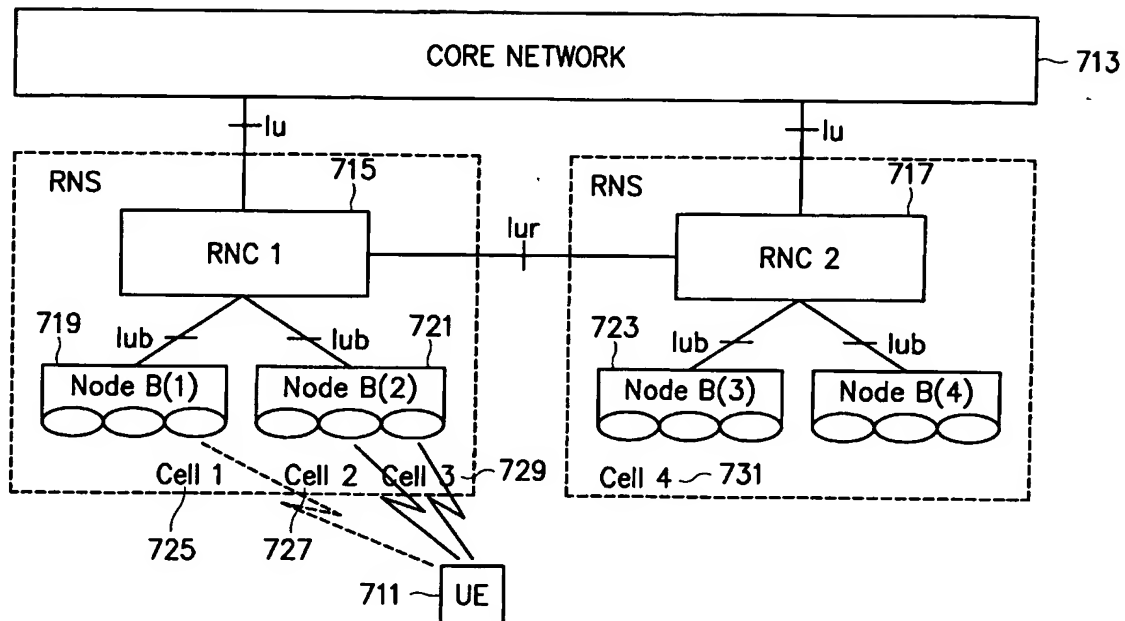 CORE NETWORK
713
Iu
Iu
RNS
715
RNS
717
RNC 1
Iur
RNC 2
719
Iub
Iub
721
723
Iub
Iub
Node B(1)
Node B(2)
Node B(3)
Node B(4)
Cell 1
Cell 2
Cell 3
729
Cell 4
731
725
727
711
UE